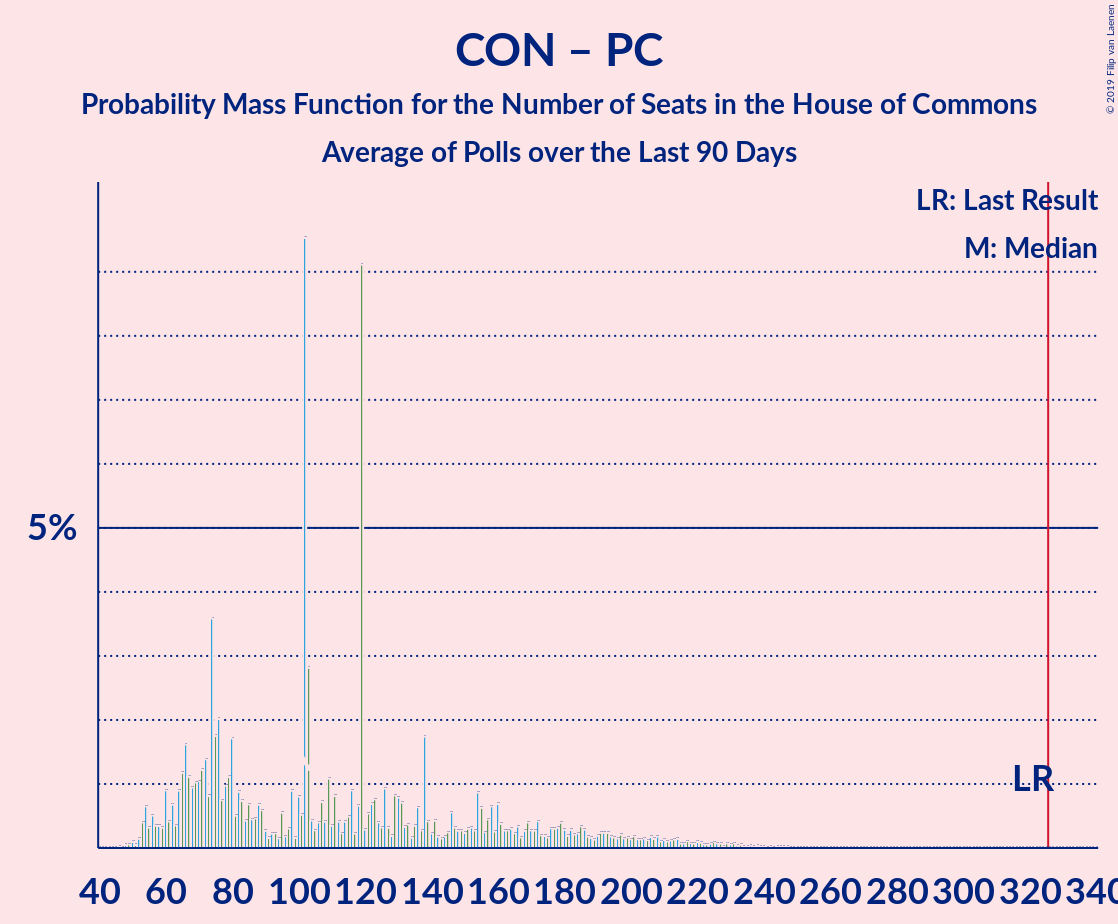 CON – PC
Probability Mass Function for the Number of Seats in the House of Commons
Average of Polls over the Last 90 Days
© 2019 Filip van Laenen
LR: Last Result
M: Median
5%
LR
40 60 80 100 120 140 160 180 200 220 240 260 280 300 320 340